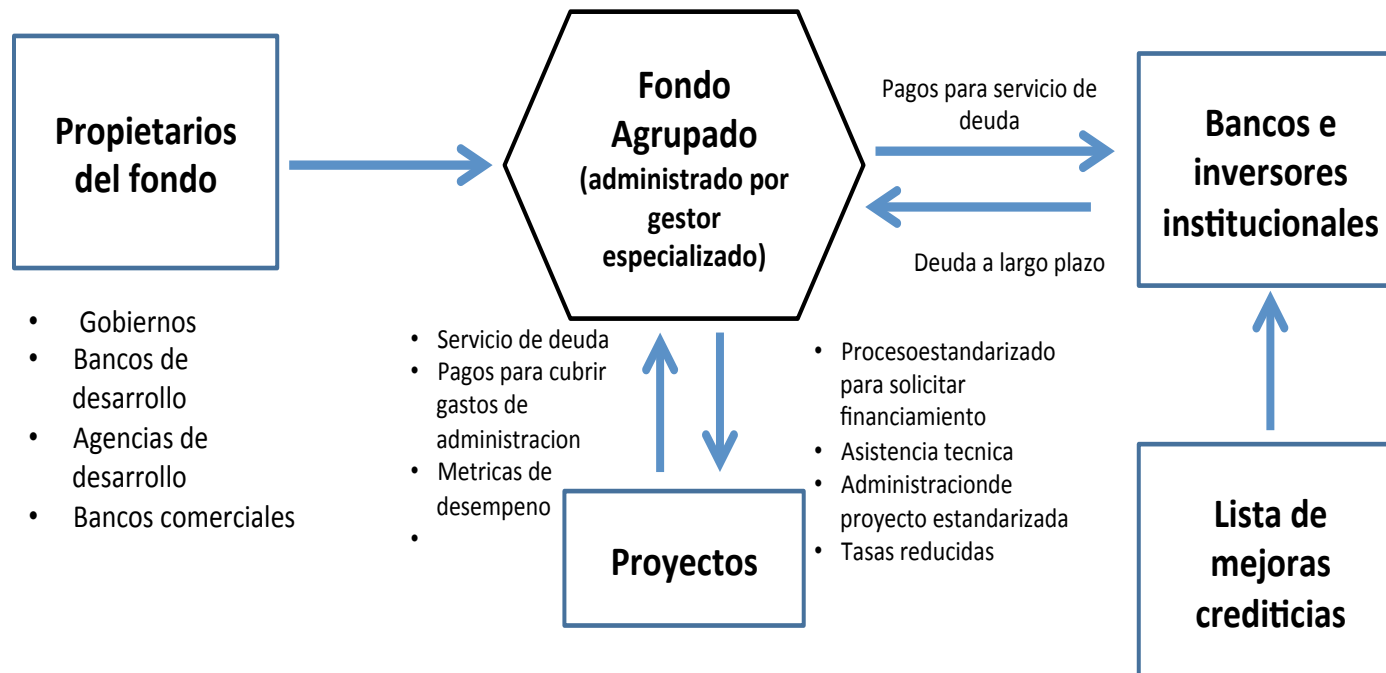 Propietarios
del fondo
• Gobiernos
• Bancos de
desarrollo
• Agencias de
desarrollo
• Bancos comerciales
Fondo
Agrupado
(administrado por
gestor
especializado)
• Servicio de deuda
• Pagos para cubrir
gastos de
administracion
• Metricas de
desempeno
•
Proyectos
• Procesoestandarizado
para solicitar
financiamiento
• Asistencia tecnica
• Administracionde
proyecto estandarizada
• Tasas reducidas
Pagos para servicio de
deuda
Deuda a largo plazo
Bancos e
inversores
institucionales
Lista de
mejoras
crediticias